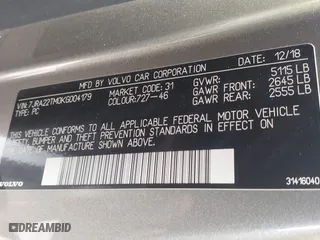 MFD BY VOLVO CAR CORPORATION 12/18
VIN:7JRA22TM0KG004179 MARKET CODE:31 GVWR: 5115 LB
TYPE: PC COLOUR:727--46 GAWR FRONT: 2645 LB
GAWR REAR: 2555 LB
THIS VEHICLE CONFORMS TO ALL APPLICABLE FEDERAL MOTOR VEHICLE
SAFETY, BUMPER AND THEFT PREVENTION STANDARDS IN EFFECT ON THE
DATE OF MANUFACTURE SHOWN ABOVE.
VOLVO 31416040
DREAMBID dreambid.com